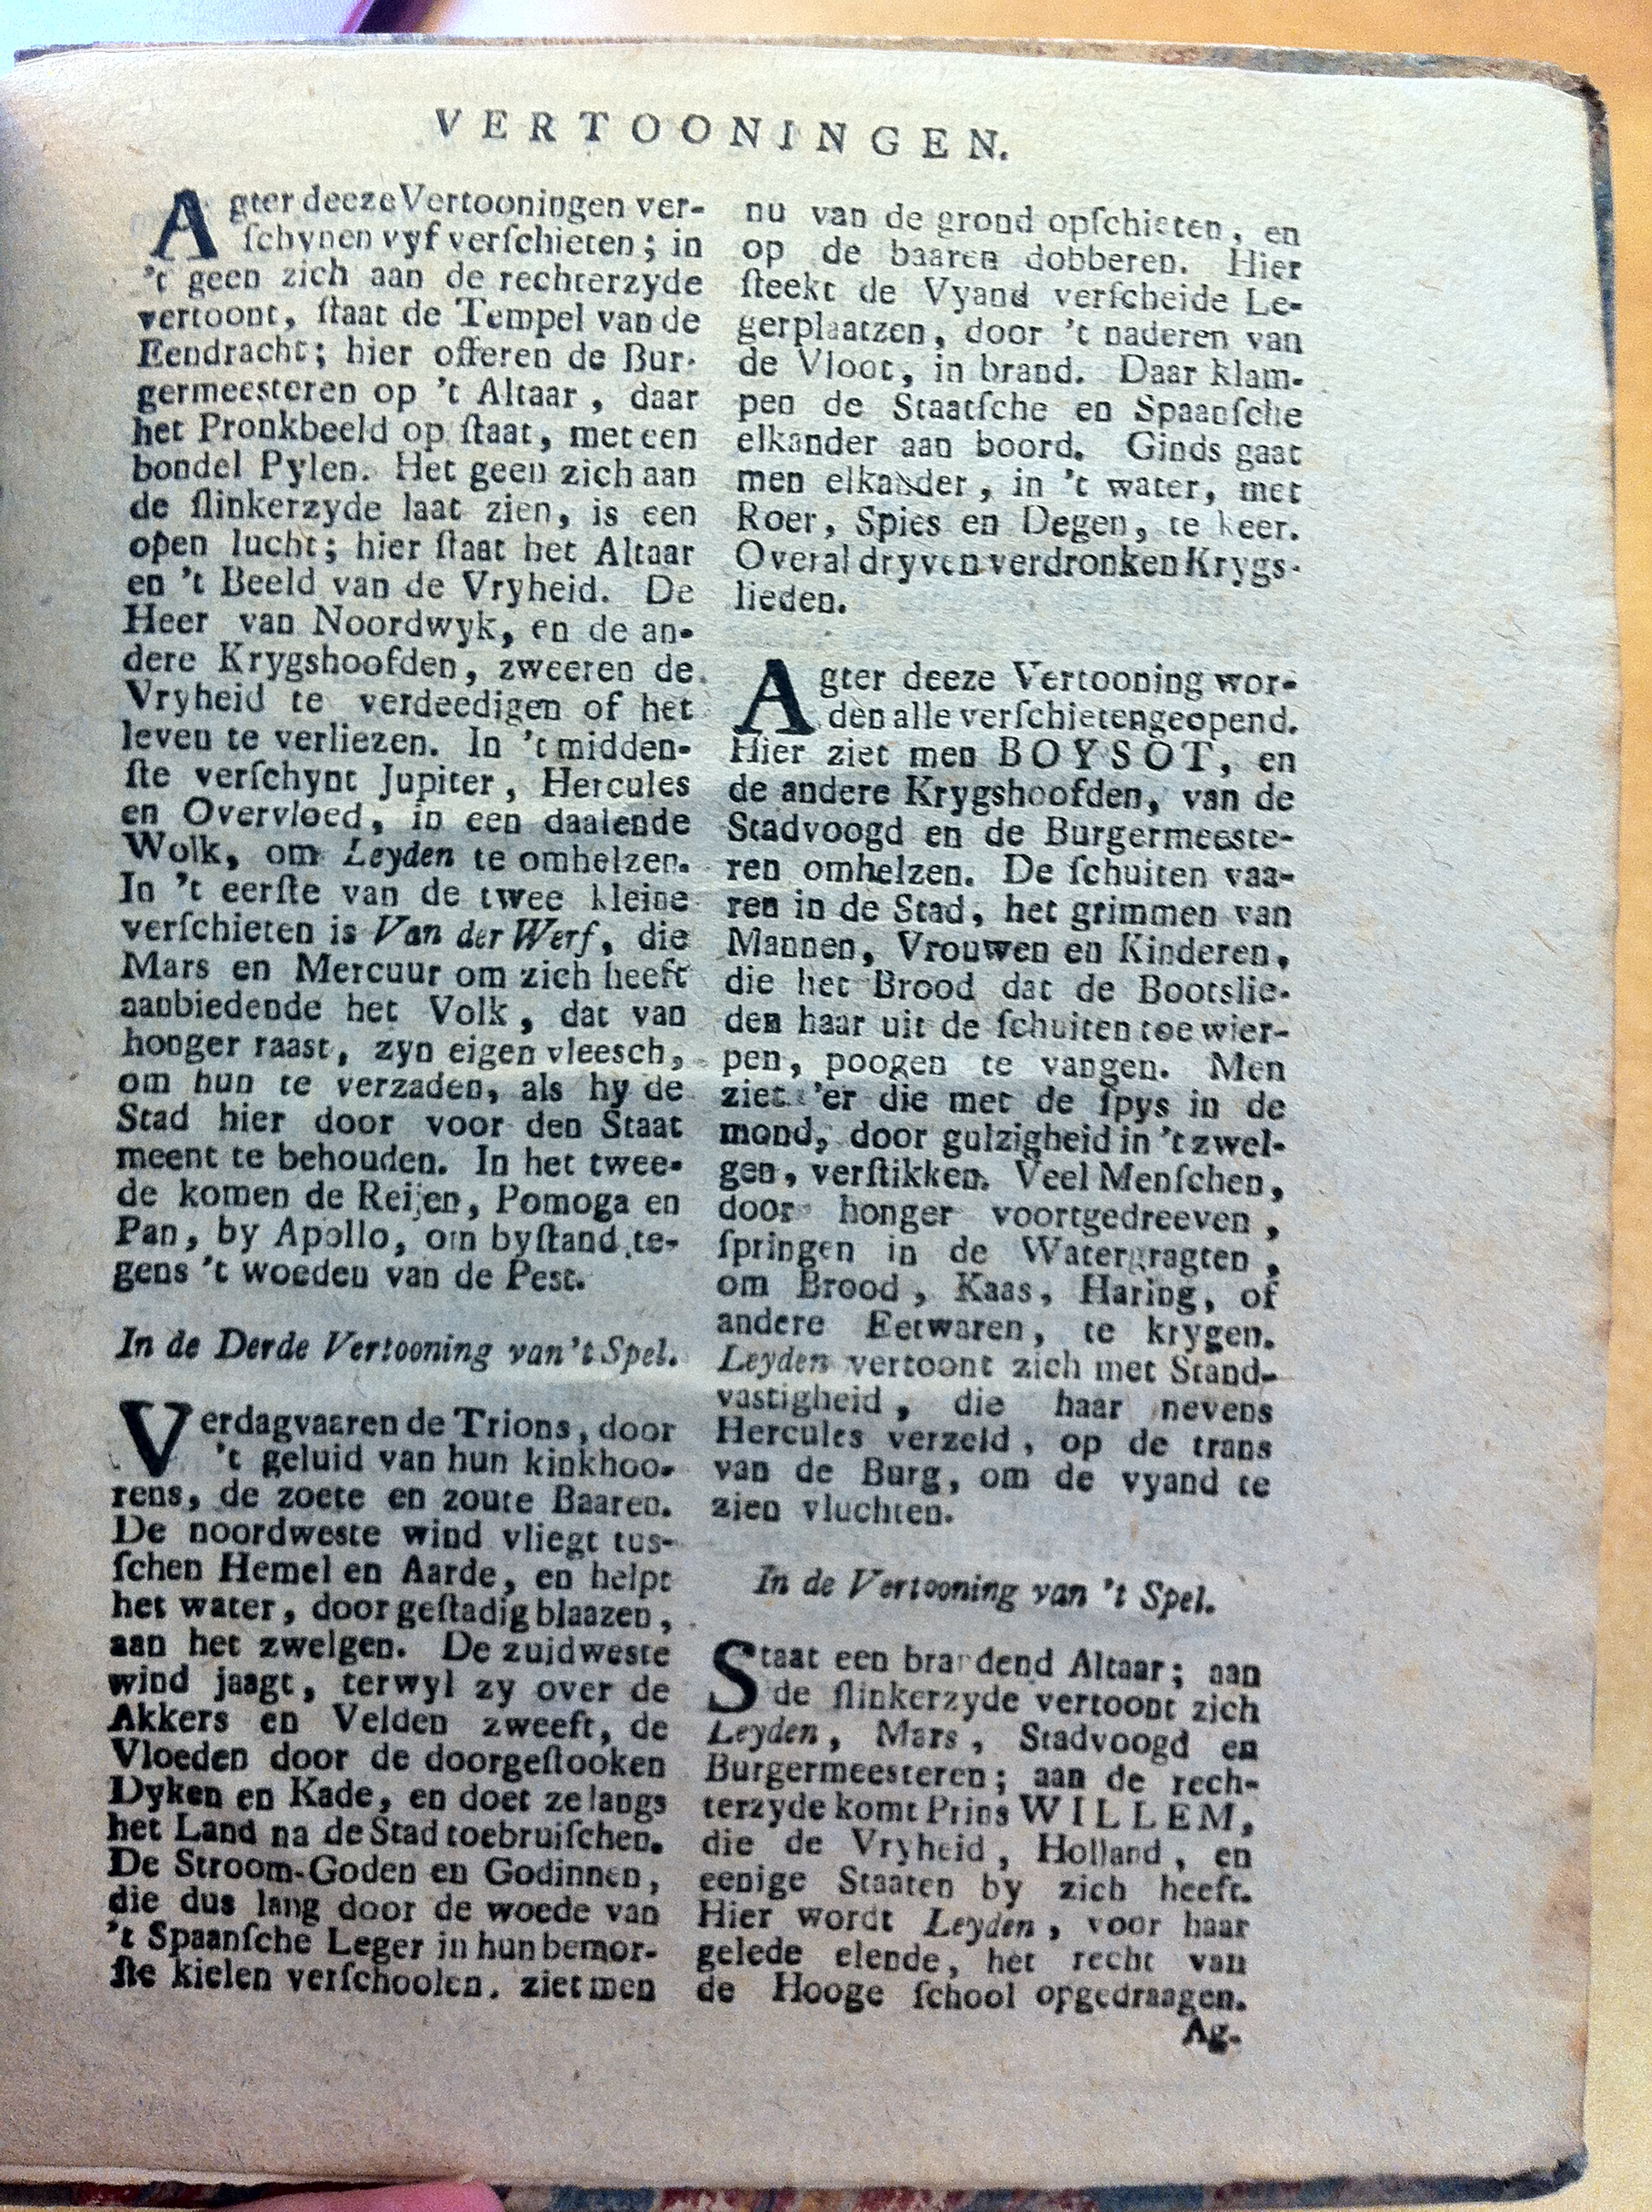 VERTOONINGEN.
Agter deeze Vertooningen ver-
ſchynen vyf verſchieten; in
't geen zich aan de rechterzyde
vertoont, ſtaat de Tempel van de
Eendracht; hier offeren de Bur-
germeesteren op 't Altaar, daar
het Pronkbeeld op ſtaat, met een
bondel Pylen. Het geen zich aan
de ſlinkerzyde laat zien, is een
open lucht; hier ſtaat het Altaar
en 't Beeld van de Vryheid. De
Heer van Noordwyk, en de an-
dere Krygshoofden, zweeren de
Vryheid te verdeedigen of het
leven te verliezen. In 't midden-
ſte verſchynt Jupiter, Hercules
en Overvloed, in een daalende
Wolk, om Leyden te omhelzen.
In 't eerſte van de twee kleine
verſchieten is Van der Werf, die
Mars en Mercuur om zich heeft
aanbiedende het Volk, dat van
honger raast, zyn eigen vleesch,
om hun te verzaden, als hy de
Stad hier door voor den Staat
meent te behouden. In het twee-
de komen de Reijen, Pomoga en
Pan, by Apollo, om byſtand te-
gens 't woeden van de Pest.
In de Derde Vertooning van 't Spel.
Verdagvaaren de Trions, door
't geluid van hun kinkhoo-
rens, de zoete en zoute Baaren.
De noordweste wind vliegt tus-
ſchen Hemel en Aarde, en helpt
het water, door geſtadig blaazen,
aan het zwelgen. De zuidweste
wind jaagt, terwyl zy over de
Akkers en Velden zweeft, de
Vloeden door de doorgeſtooken
Dyken en Kade, en doet ze langs
het Land na de Stad toebruiſchen.
De Stroom-Goden en Godinnen,
die dus lang door de woede van
't Spaanſche Leger in hun bemor-
ſte kielen verſchoolen, ziet men
nu van de grond opſchieten, en
op de baaren dobberen. Hier
ſteekt de Vyand verſcheide Le-
gerplaatzen, door 't naderen van
de Vloot, in brand. Daar klam-
pen de Staatſche en Spaanſche
elkander aan boord. Ginds gaat
men elkander, in 't water, met
Roer, Spies en Degen, te keer.
Overal dryven verdronken Krygs-
lieden.
Agter deeze Vertooning wor-
den alle verſchieten geopend.
Hier ziet men BOYSOT, en
de andere Krygshoofden, van de
Stadvoogd en de Burgermeeste-
ren omhelzen. De ſchuiten vaa-
ren in de Stad, het grimmen van
Mannen, Vrouwen en Kinderen,
die het Brood dat de Bootslie-
den haar uit de ſchuiten toe wier-
pen, poogen te vangen. Men
ziet 'er die met de ſpys in de
mond, door gulzigheid in 't zwel-
gen, verſtikken. Veel Menſchen,
door honger voortgedreeven,
ſpringen in de Watergragten,
om Brood, Kaas, Haring, of
andere Eetwaren, te krygen.
Leyden vertoont zich met Stand-
vastigheid, die haar nevens
Hercules verzeld, op de trans
van de Burg, om de vyand te
zien vluchten.
In de Vertooning van 't Spel.
Staat een brandend Altaar; aan
de ſlinkerzyde vertoont zich
Leyden, Mars, Stadvoogd en
Burgermeesteren; aan de rech-
terzyde komt Prins WILLEM,
die de Vryheid, Holland, en
eenige Staaten by zich heeft.
Hier wordt Leyden, voor haar
gelede elende, het recht van
de Hooge ſchool opgedraagen.
Ag-